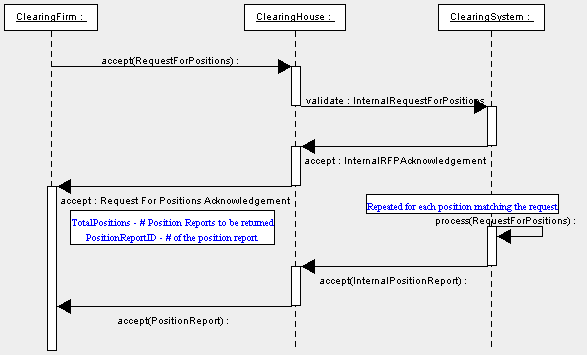 ClearingFirm :
ClearingHouse :
ClearingSystem :
accept(RequestForPositions) :
validate : InternalRequestForPositions
accept : InternalRFPAcknowledgement
accept : Request For Positions Acknowledgement
Repeated for each position matching the request
TotalPositions - # Position Reports to be returned
PositionReportID - # of the position report
process(RequestForPositions) :
accept(InternalPositionReport) :
accept(PositionReport) :